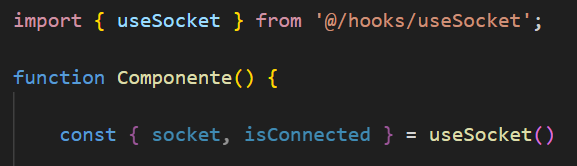 import { useSocket } from '@/hooks/useSocket';
function Componente() {
const { socket, isConnected } = useSocket()